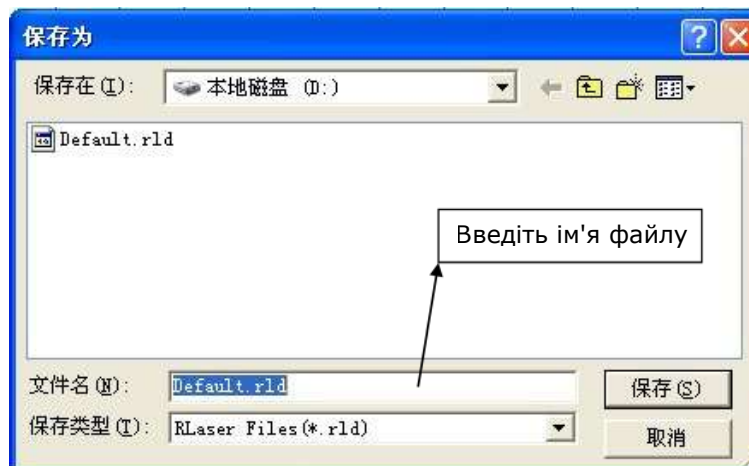 保存为
保存在(I): 本地磁盘 (D:)
Default.rld
Введіть ім'я файлу
文件名(N): Default.rld 保存(S)
保存类型(T): RLaser Files(*.rld) 取消